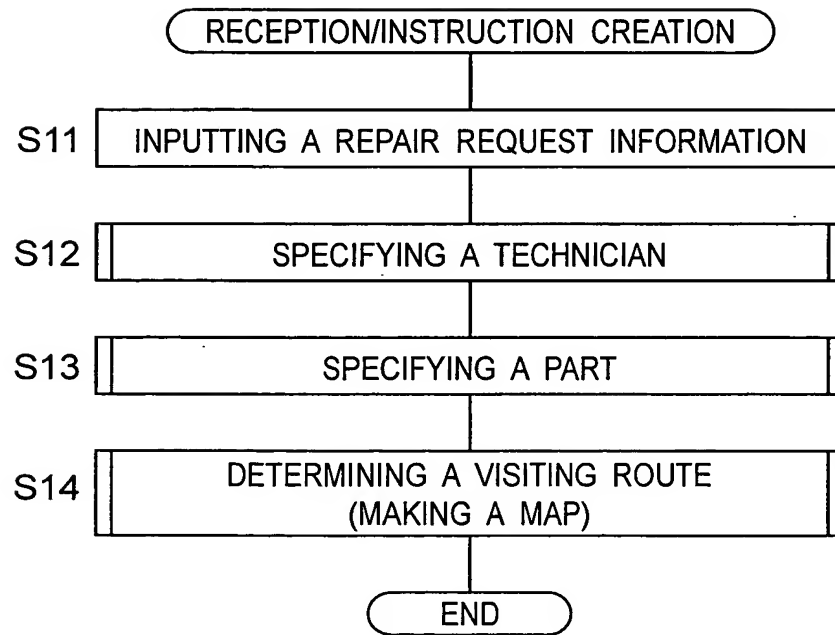 RECEPTION/INSTRUCTION CREATION
S11 INPUTTING A REPAIR REQUEST INFORMATION
S12 SPECIFYING A TECHNICIAN
S13 SPECIFYING A PART
S14 DETERMINING A VISITING ROUTE
(MAKING A MAP)
END